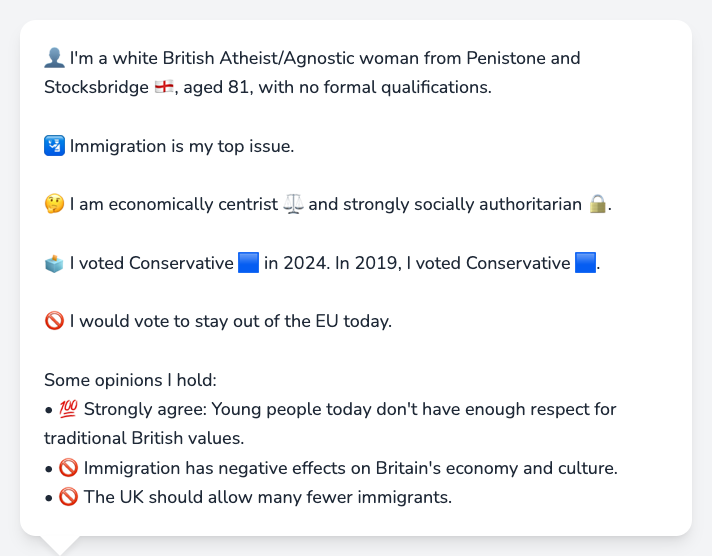 👤 I'm a white British Atheist/Agnostic woman from Penistone and
Stocksbridge 🏴󠁧󠁢󠁥󠁮󠁧󠁿, aged 81, with no formal qualifications.
🛂 Immigration is my top issue.
🤔 I am economically centrist ⚖️ and strongly socially authoritarian 🔒.
🗳️ I voted Conservative 🟦 in 2024. In 2019, I voted Conservative 🟦.
🚫 I would vote to stay out of the EU today.
Some opinions I hold:
• 💯 Strongly agree: Young people today don't have enough respect for
traditional British values.
• 🚫 Immigration has negative effects on Britain's economy and culture.
• 🚫 The UK should allow many fewer immigrants.